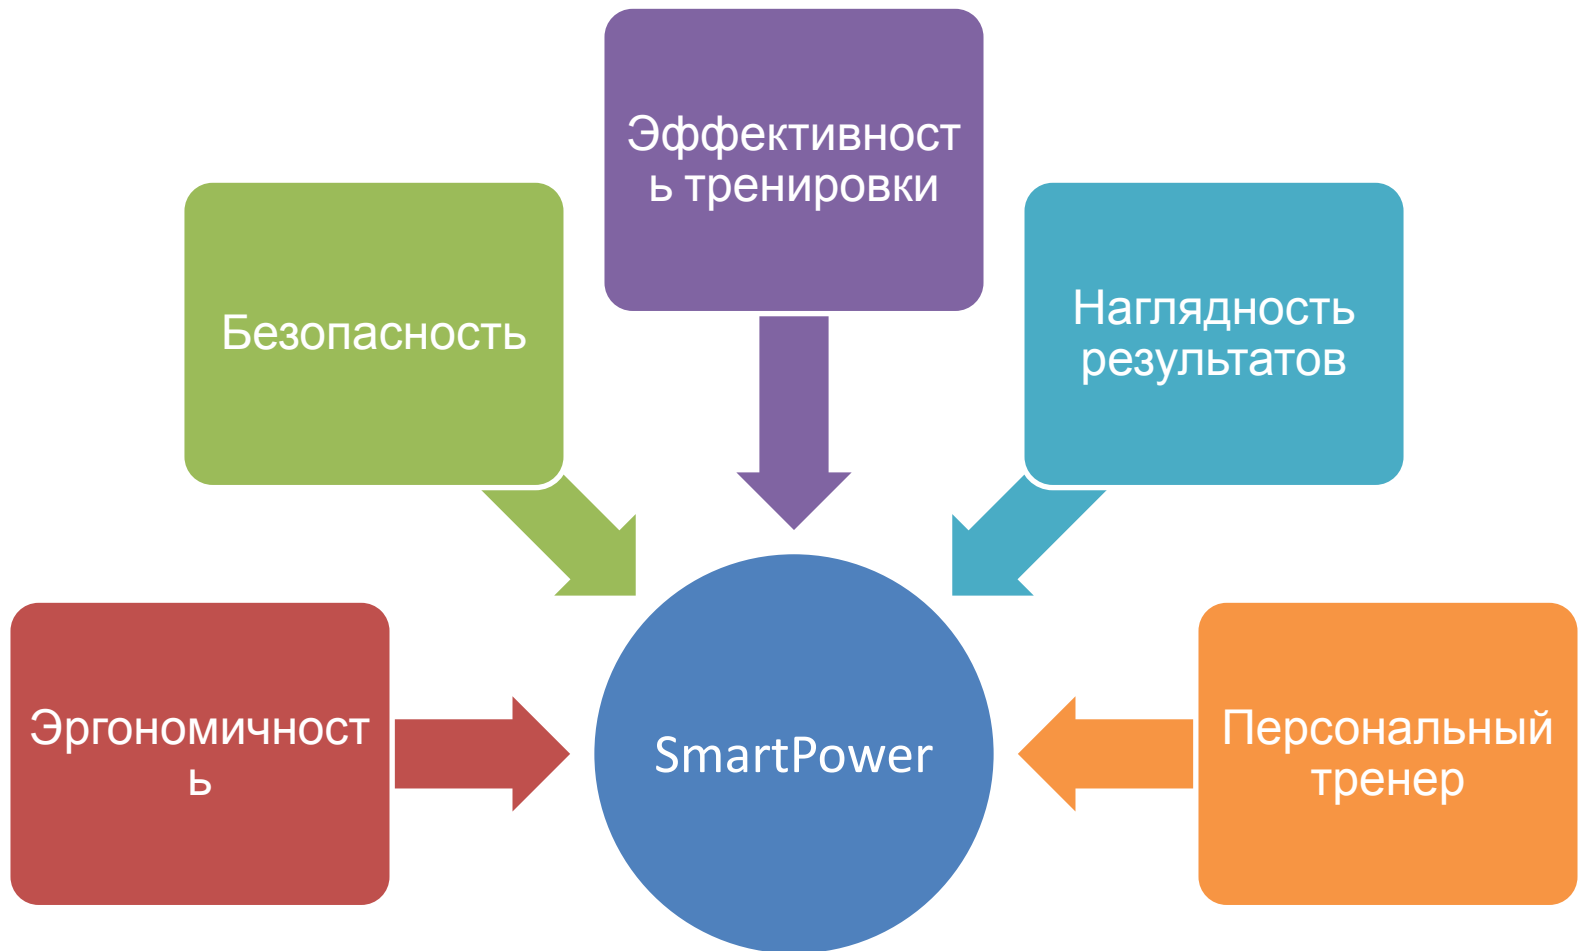 Эффективност
ь тренировки
Безопасность
Наглядность
результатов
Эргономичност
ь
SmartPower
Персональный
тренер